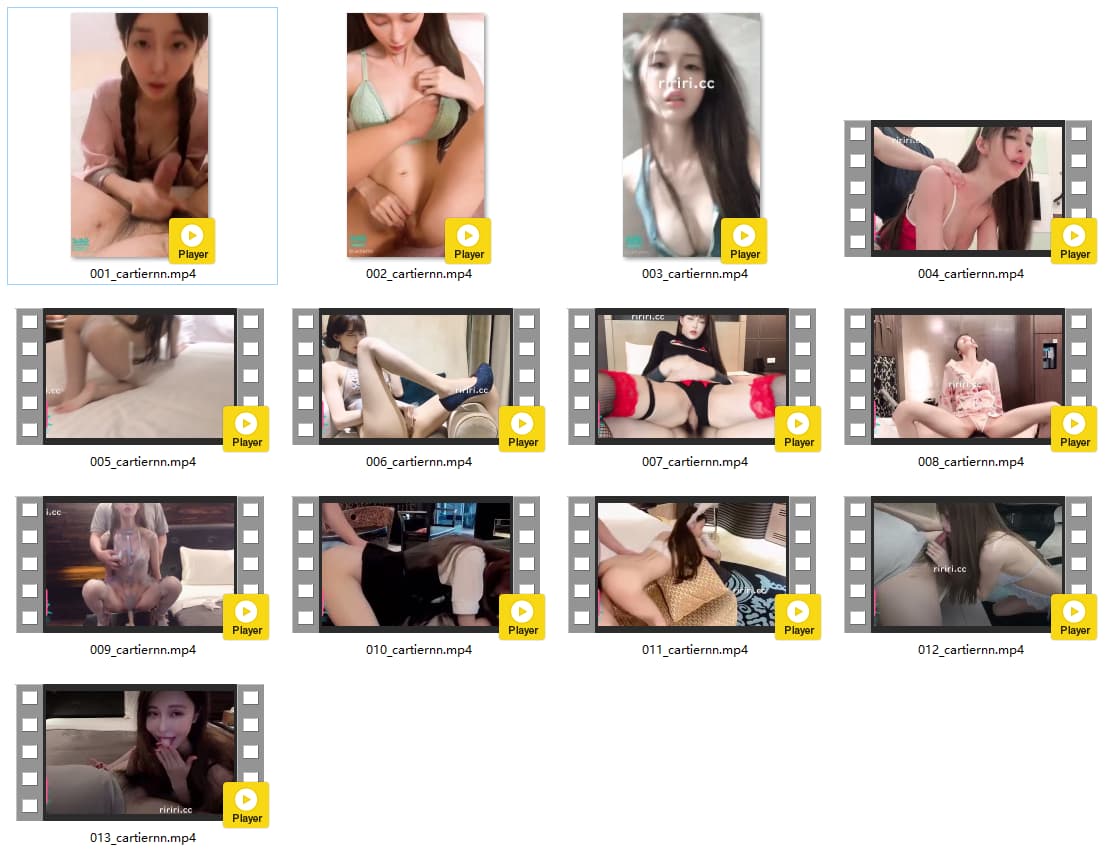 ririri.cc
ririri.cc
Player
Player
Player
Player
001_cartiernn.mp4
002_cartiernn.mp4
003_cartiernn.mp4
004_cartiernn.mp4
ririri.cc
ririri.cc
Player
Player
Player
Player
005_cartiernn.mp4
006_cartiernn.mp4
007_cartiernn.mp4
008_cartiernn.mp4
ririri.cc
ririri.cc
Player
Player
Player
Player
009_cartiernn.mp4
010_cartiernn.mp4
011_cartiernn.mp4
012_cartiernn.mp4
ririri.cc
Player
013_cartiernn.mp4